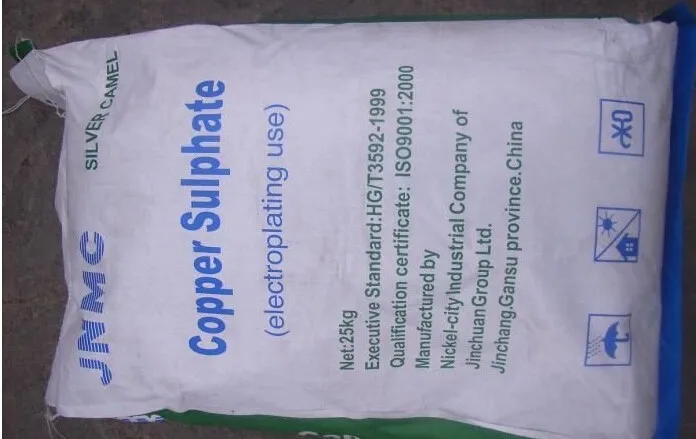 JNMC
SILVER CAMEL
Copper Sulphate
(electroplating use)
Net:25kg
Executive Standard:HG/T3592-1999
Qualification certificate: ISO9001:2000
Manufactured by
Nickel-city Industrial Company of
Jinchuan Group Ltd.
Jinchang.Gansu province.China